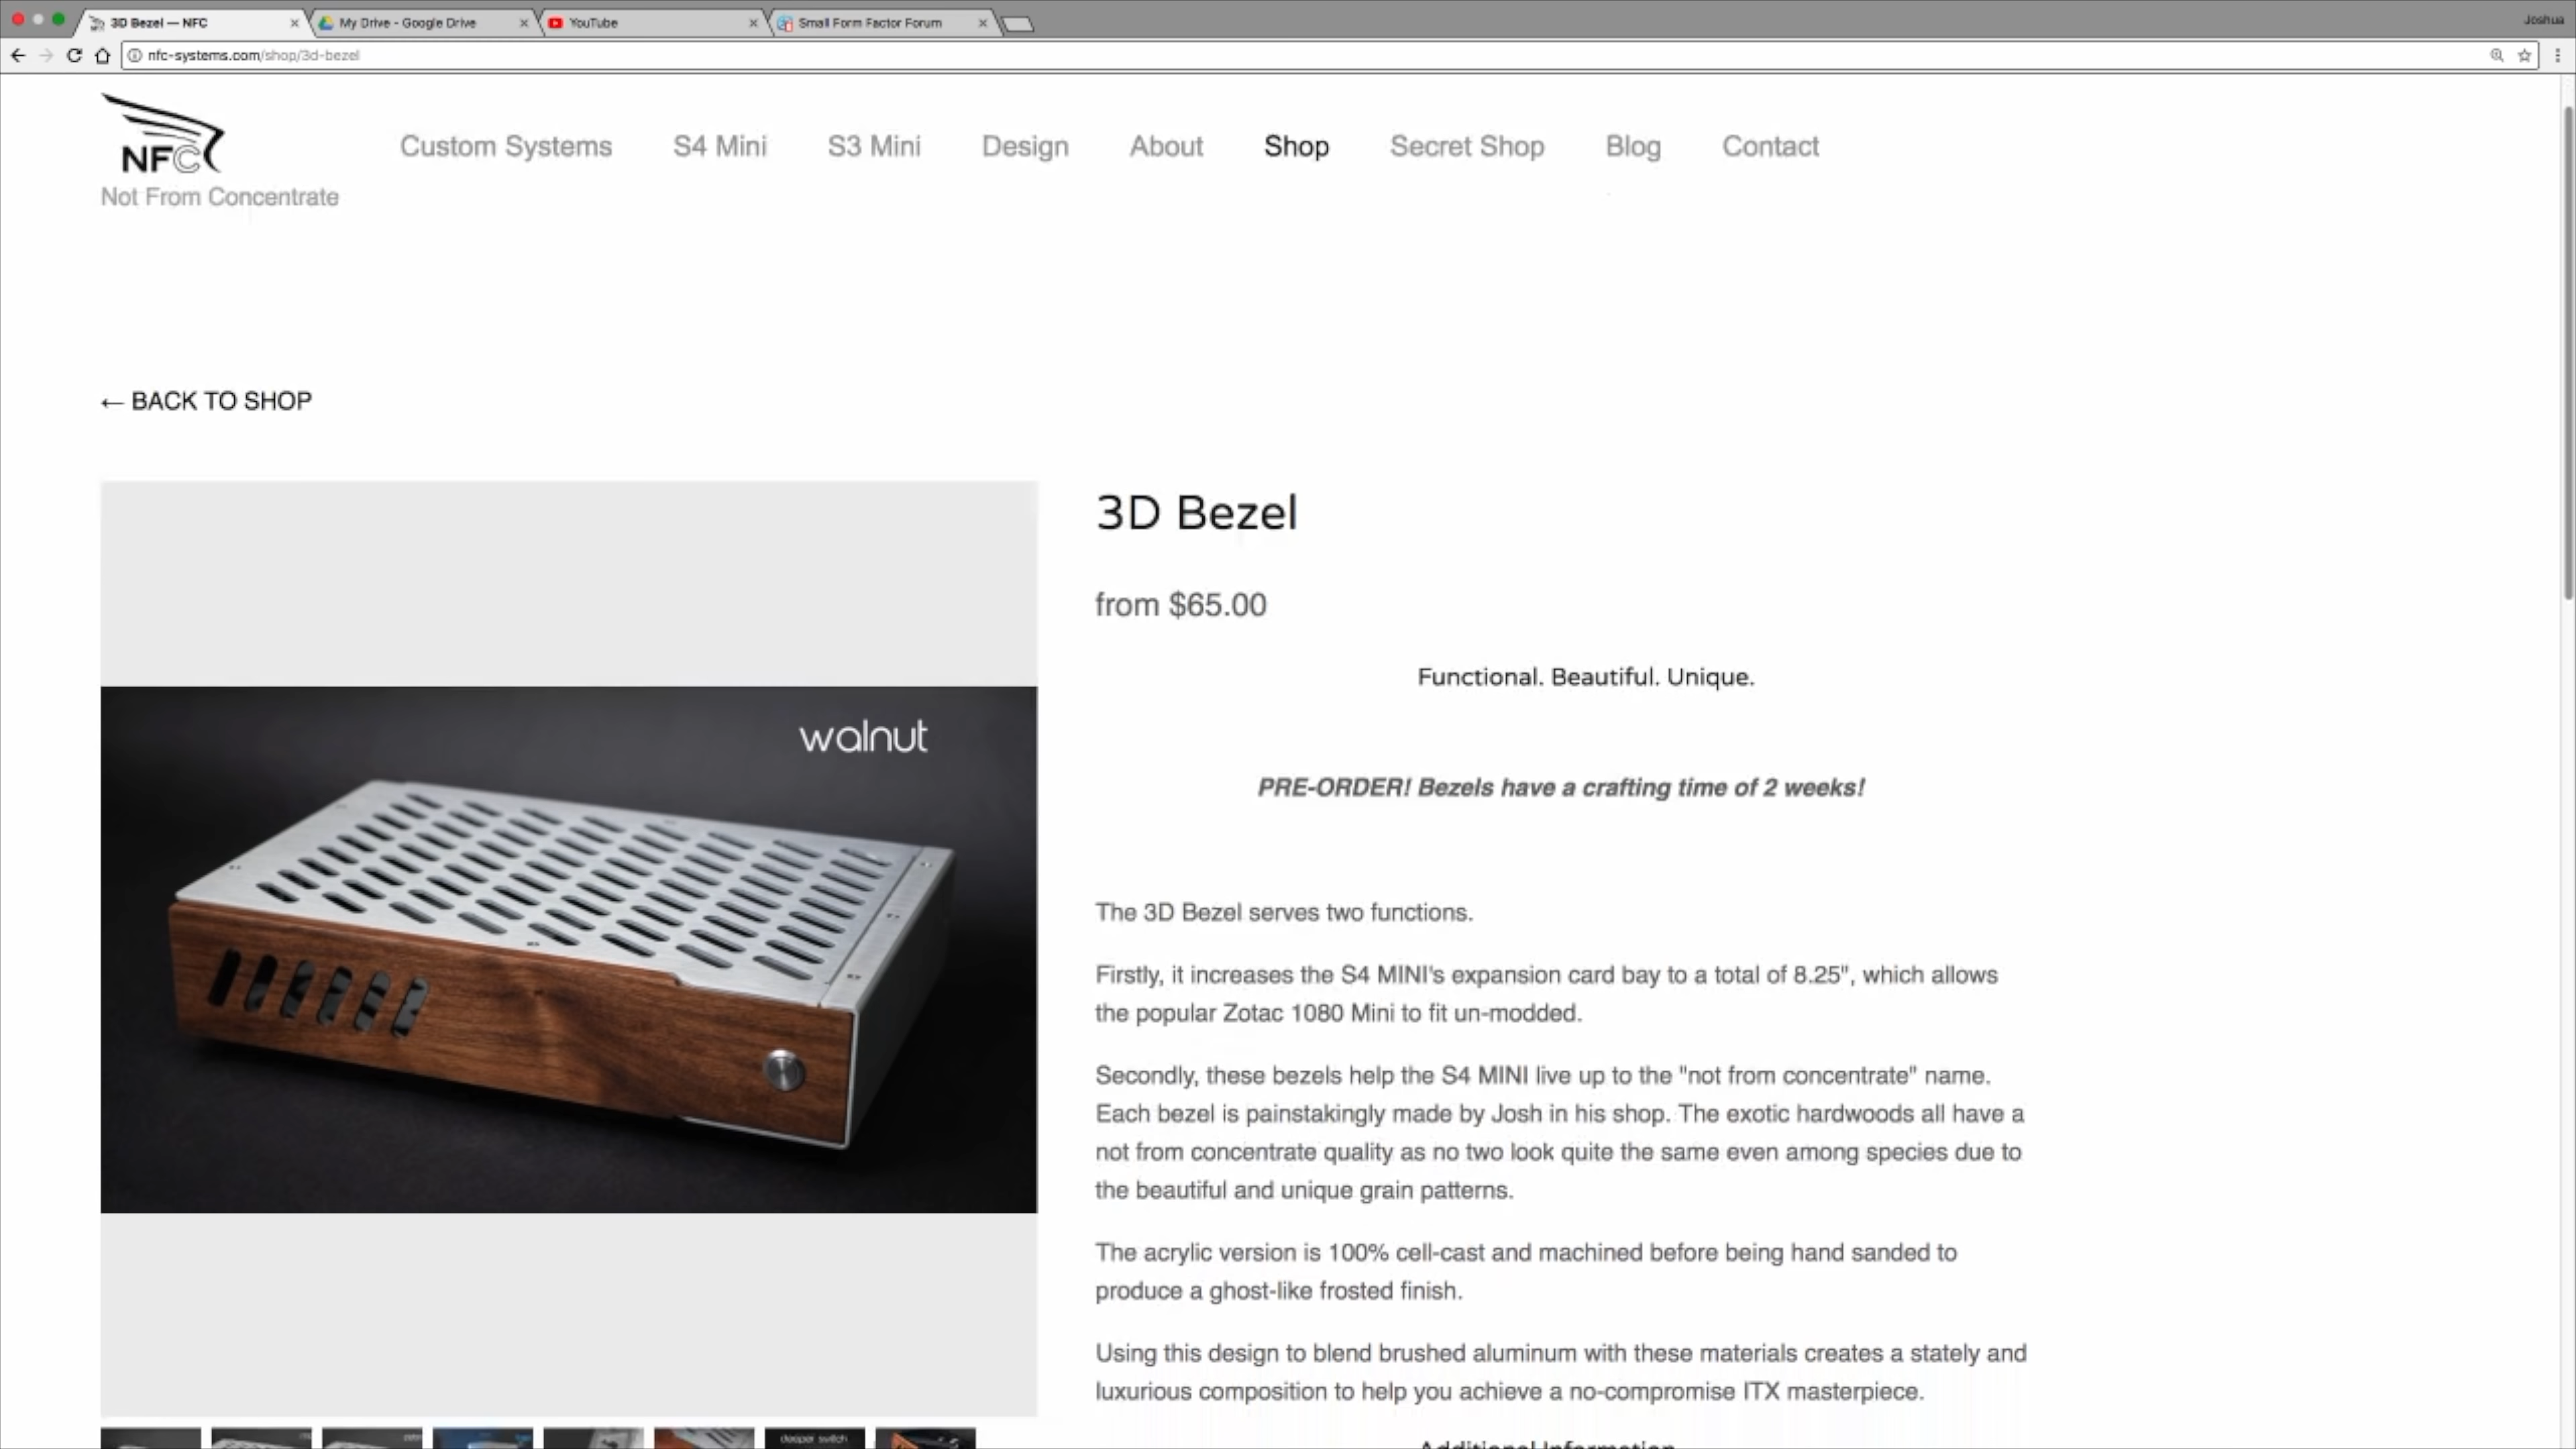 3D Bezel — NFC
My Drive - Google Drive
YouTube
Small Form Factor Forum
Joshua
nfc-systems.com/shop/3d-bezel
NFC
Not From Concentrate
Custom Systems
S4 Mini
S3 Mini
Design
About
Shop
Secret Shop
Blog
Contact
← BACK TO SHOP
walnut
3D Bezel
from $65.00
Functional. Beautiful. Unique.
PRE-ORDER! Bezels have a crafting time of 2 weeks!
The 3D Bezel serves two functions.
Firstly, it increases the S4 MINI's expansion card bay to a total of 8.25", which allows
the popular Zotac 1080 Mini to fit un-modded.
Secondly, these bezels help the S4 MINI live up to the "not from concentrate" name.
Each bezel is painstakingly made by Josh in his shop. The exotic hardwoods all have a
not from concentrate quality as no two look quite the same even among species due to
the beautiful and unique grain patterns.
The acrylic version is 100% cell-cast and machined before being hand sanded to
produce a ghost-like frosted finish.
Using this design to blend brushed aluminum with these materials creates a stately and
luxurious composition to help you achieve a no-compromise ITX masterpiece.
deeper switch
Additional Information